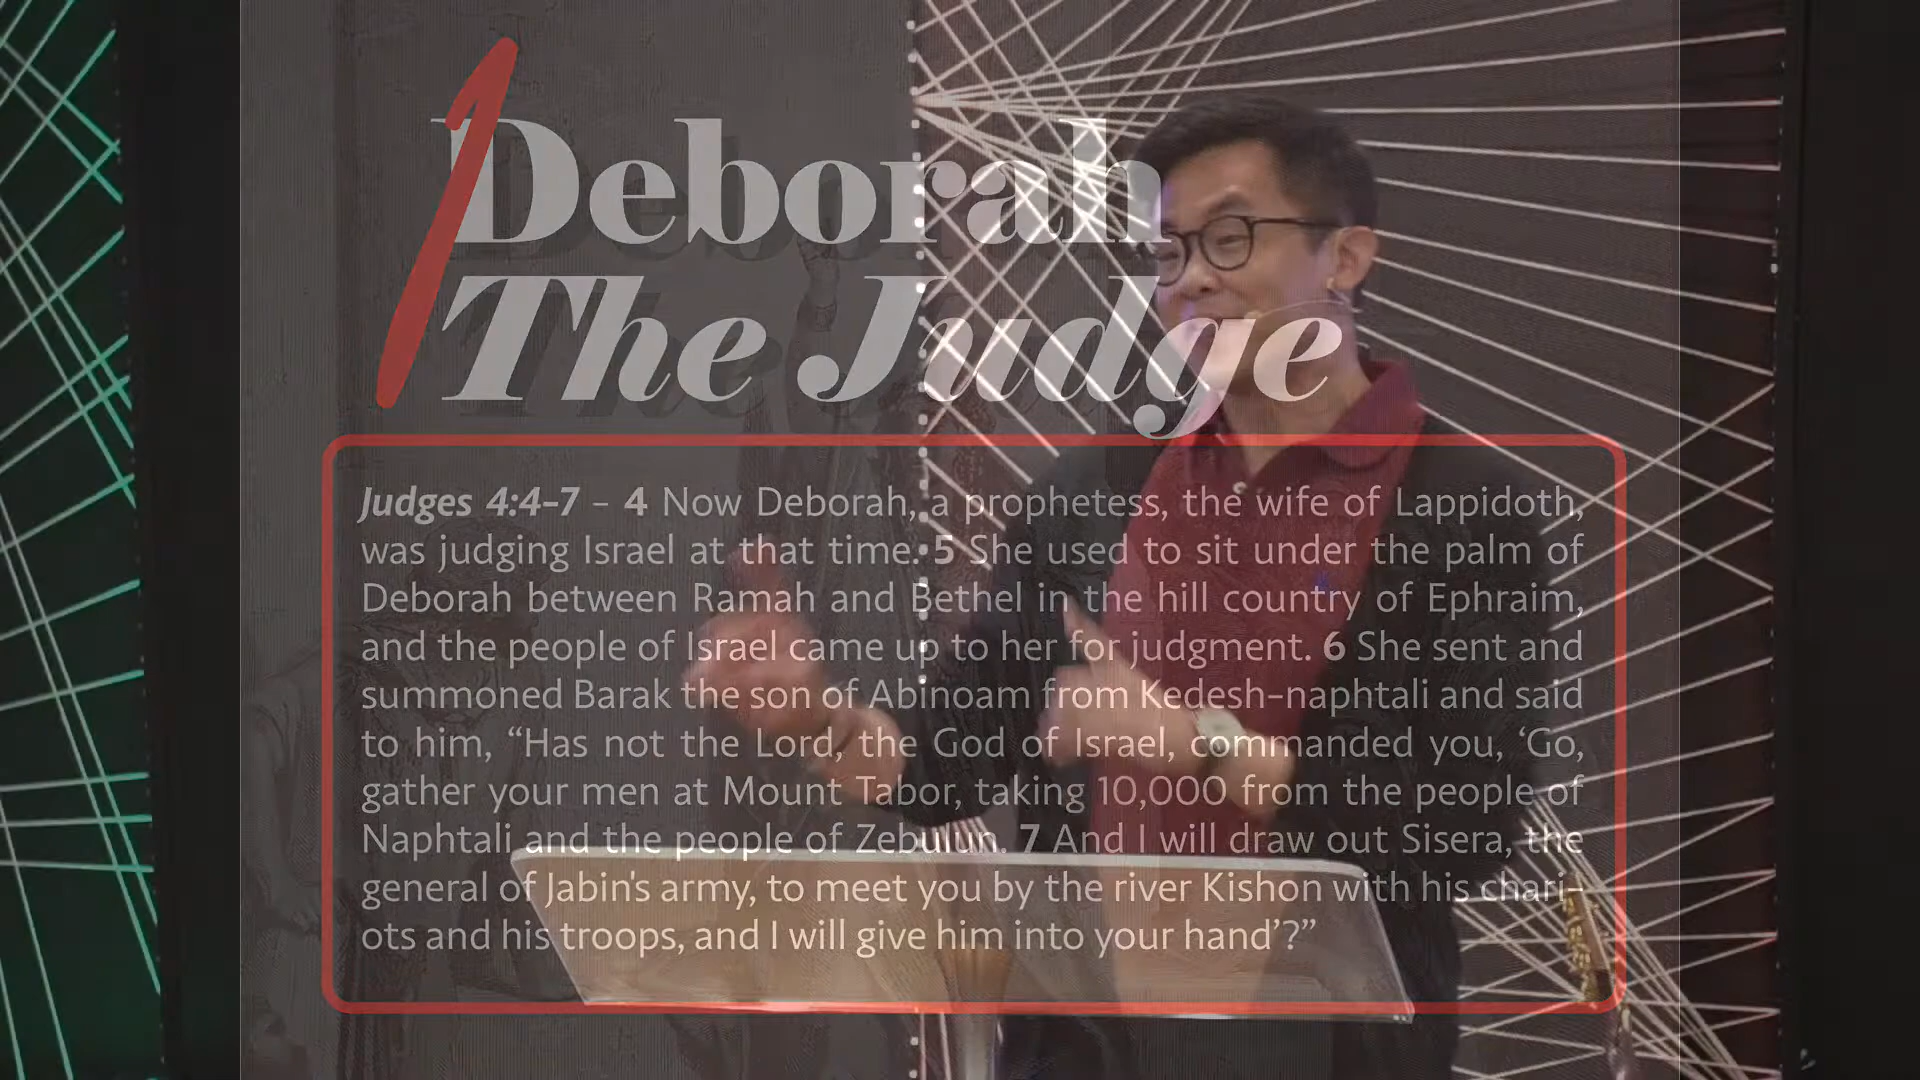 1
Deborah
The Judge
Judges 4:4-7 – 4 Now Deborah, a prophetess, the wife of Lappidoth,
was judging Israel at that time. 5 She used to sit under the palm of
Deborah between Ramah and Bethel in the hill country of Ephraim,
and the people of Israel came up to her for judgment. 6 She sent and
summoned Barak the son of Abinoam from Kedesh-naphtali and said
to him, “Has not the Lord, the God of Israel, commanded you, ‘Go,
gather your men at Mount Tabor, taking 10,000 from the people of
Naphtali and the people of Zebulun. 7 And I will draw out Sisera, the
general of Jabin's army, to meet you by the river Kishon with his chari-
ots and his troops, and I will give him into your hand’?”